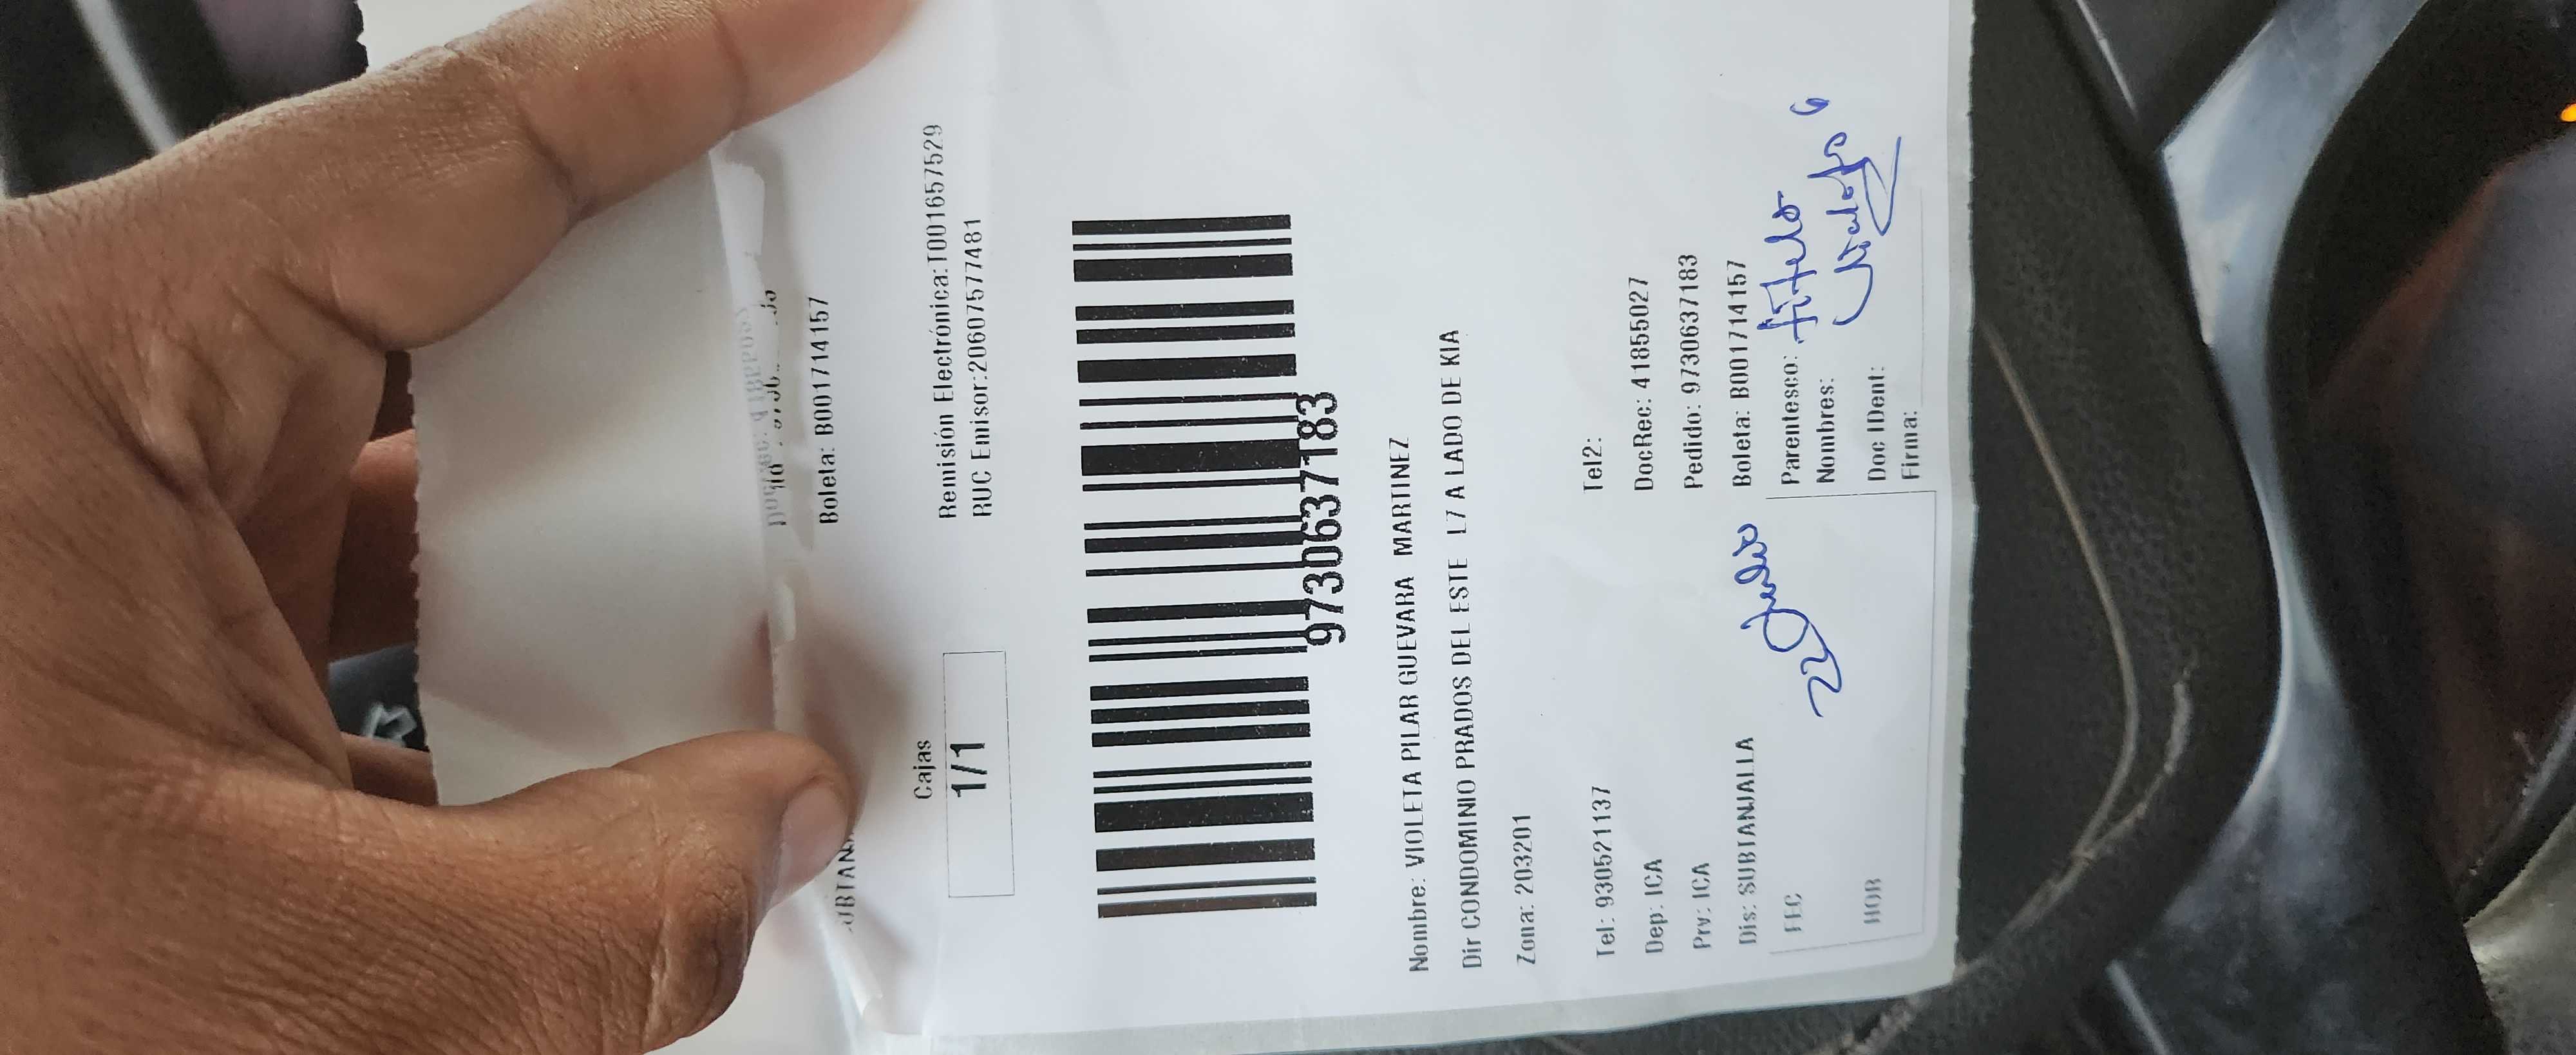 Boleta: B001714157
Cajas
1/1
Remisión Electrónica:T001657529
RUC Emisor:20607577481
9730637183
Nombre: VIOLETA PILAR GUEVARA MARTINEZ
Dir CONDOMINIO PRADOS DEL ESTE L7 A LADO DE KIA
Zona: 203201
Tel: 930521137 Tel2:
Dep: ICA DocRec: 41855027
Prv: ICA Pedido: 9730637183
Dis: SUBTANJALLA Boleta: B001714157
FEC Parentesco:
Nombres:
HOR Doc IDent:
Firma: